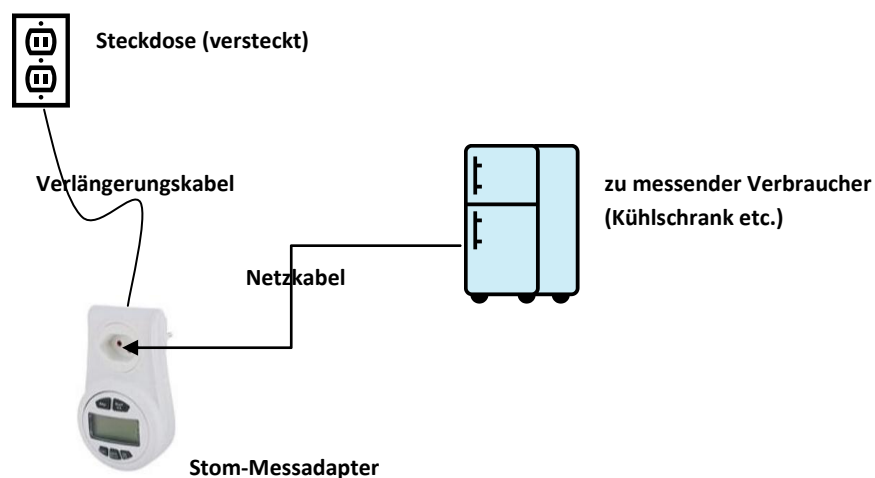 Steckdose (versteckt)
Verlängerungskabel
zu messender Verbraucher
(Kühlschrank etc.)
Netzkabel
Stom-Messadapter